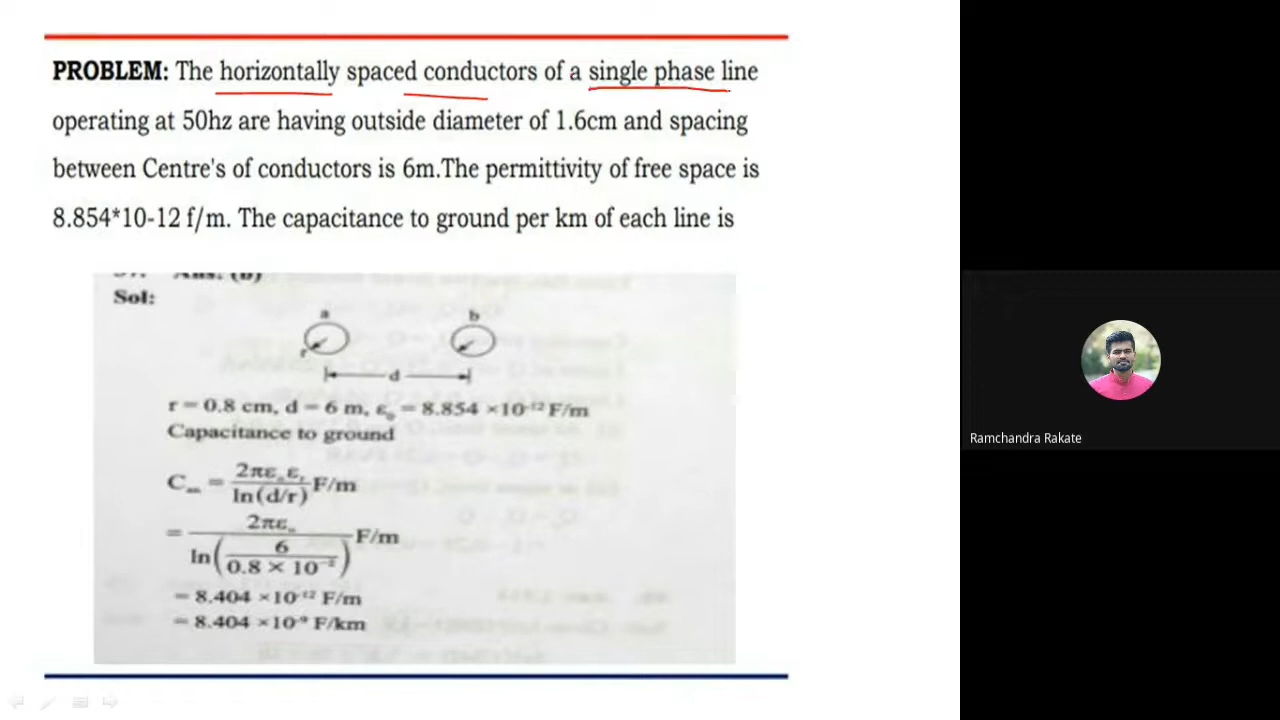 PROBLEM: The horizontally spaced conductors of a single phase line
operating at 50hz are having outside diameter of 1.6cm and spacing
between Centre's of conductors is 6m.The permittivity of free space is
8.854*10-12 f/m. The capacitance to ground per km of each line is
Ans: (b)
Sol:
a b
r
d
r = 0.8 cm, d = 6 m, ε₀ = 8.854 ×10⁻¹² F/m
Capacitance to ground
Cₐₙ = 2πε₀εᵣ / ln(d/r) F/m
= 2πε₀ / ln(6 / 0.8 × 10⁻²) F/m
= 8.404 ×10⁻¹² F/m
= 8.404 ×10⁻⁹ F/km
Ramchandra Rakate